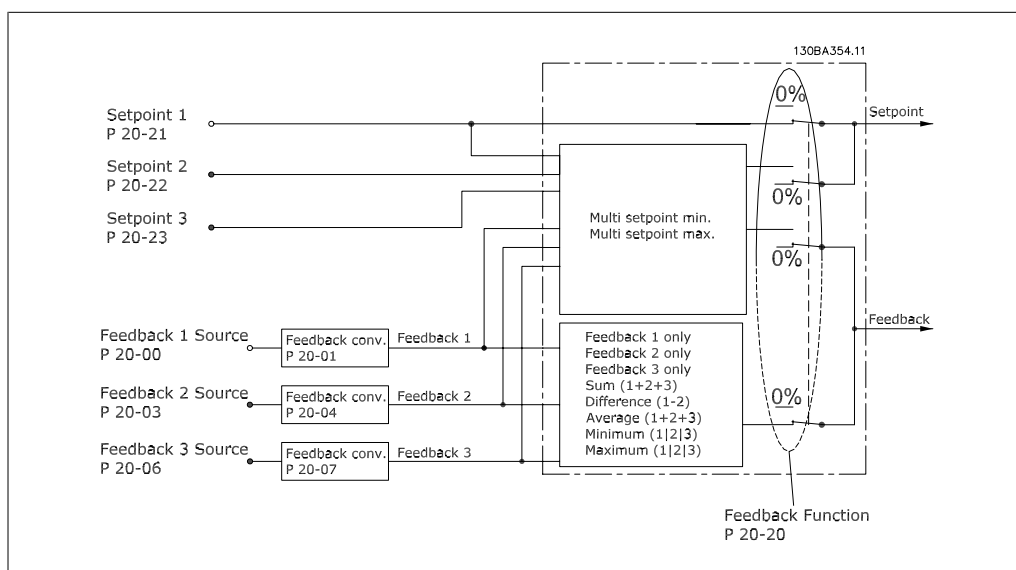 130BA354.11
0%
Setpoint
Setpoint 1
P 20-21
Setpoint 2
P 20-22
0%
Setpoint 3
P 20-23
Multi setpoint min.
Multi setpoint max.
0%
Feedback
Feedback 1 Source
P 20-00
Feedback conv.
P 20-01
Feedback 1
Feedback 2 Source
P 20-03
Feedback conv.
P 20-04
Feedback 2
Feedback 3 Source
P 20-06
Feedback conv.
P 20-07
Feedback 3
Feedback 1 only
Feedback 2 only
Feedback 3 only
Sum (1+2+3)
Difference (1-2)
Average (1+2+3)
Minimum (1|2|3)
Maximum (1|2|3)
0%
Feedback Function
P 20-20